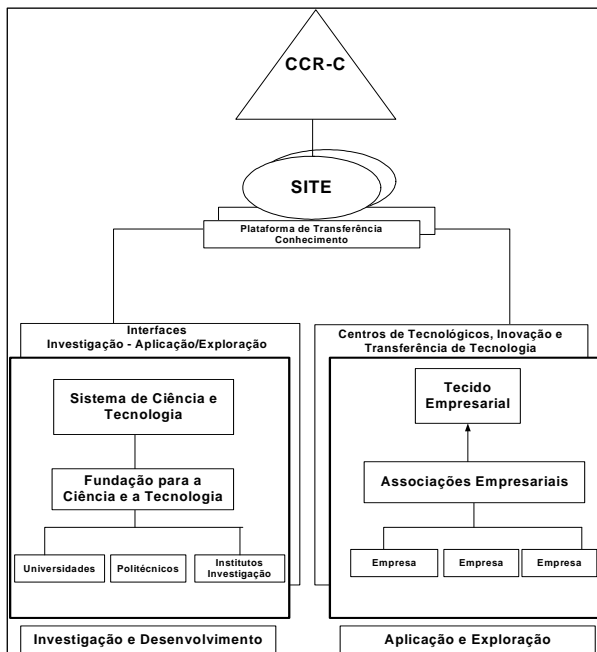 CCR-C
SITE
Plataforma de Transferência
Conhecimento
Interfaces
Investigação - Aplicação/Exploração
Sistema de Ciência e
Tecnologia
Fundação para a
Ciência e a Tecnologia
Universidades
Politécnicos
Institutos
Investigação
Investigação e Desenvolvimento
Centros de Tecnológicos, Inovação e
Transferência de Tecnologia
Tecido
Empresarial
Associações Empresariais
Empresa
Empresa
Empresa
Aplicação e Exploração